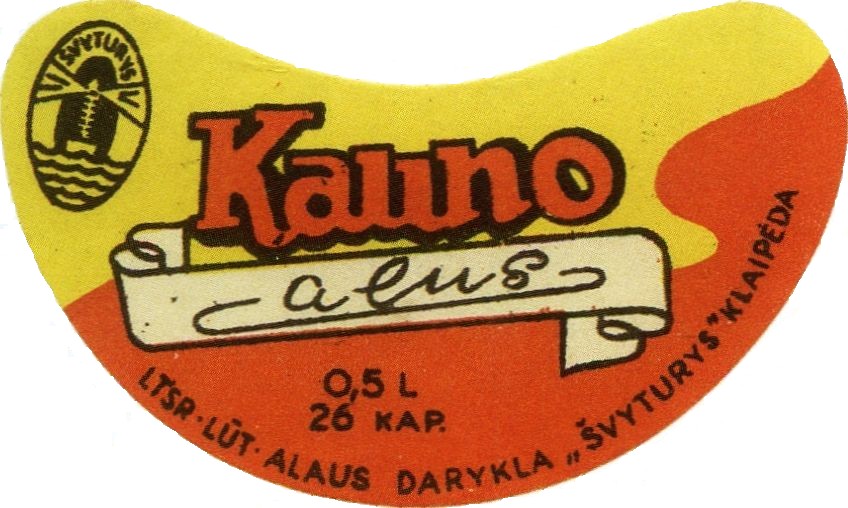 ŠVYTURYS
Kauno
alus
0,5 L
26 KAP.
LTSR·LŪT·ALAUS DARYKLA „ŠVYTURYS” KLAIPĖDA